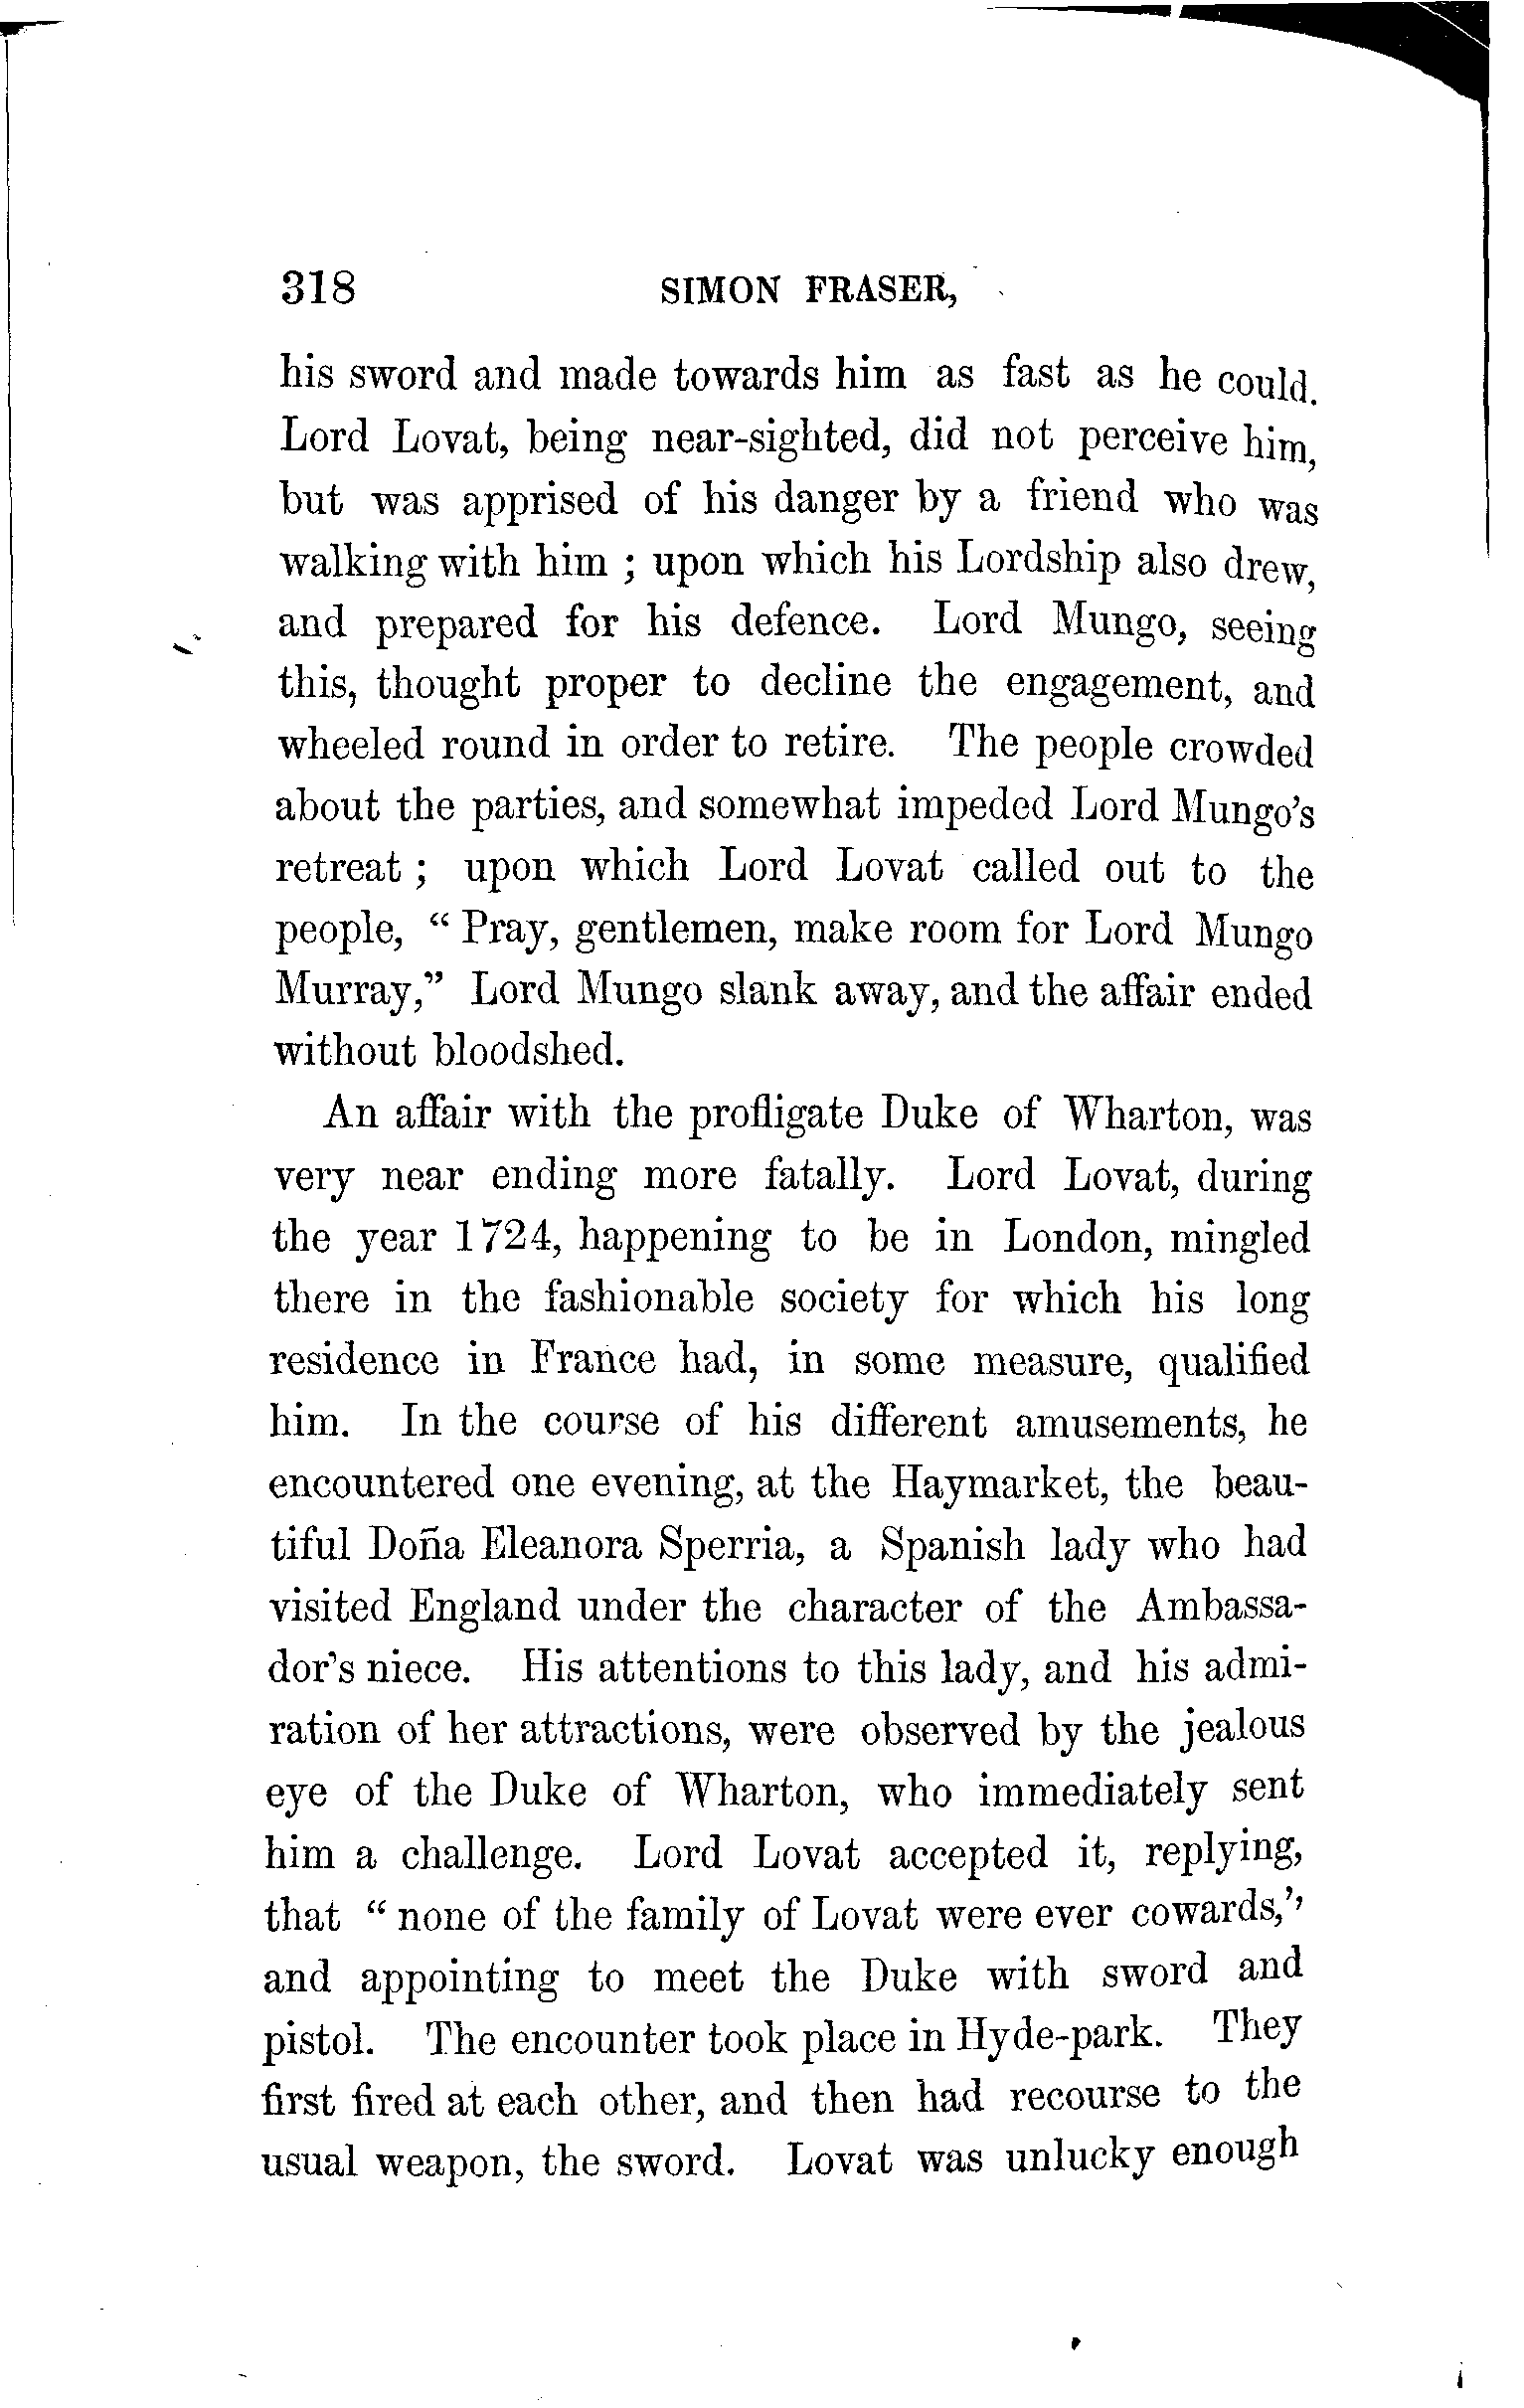 318 SIMON FRASER,
his sword and made towards him as fast as he could.
Lord Lovat, being near-sighted, did not perceive him,
but was apprised of his danger by a friend who was
walking with him ; upon which his Lordship also drew,
and prepared for his defence. Lord Mungo, seeing
this, thought proper to decline the engagement, and
wheeled round in order to retire. The people crowded
about the parties, and somewhat impeded Lord Mungo's
retreat ; upon which Lord Lovat called out to the
people, “ Pray, gentlemen, make room for Lord Mungo
Murray,” Lord Mungo slank away, and the affair ended
without bloodshed.
An affair with the profligate Duke of Wharton, was
very near ending more fatally. Lord Lovat, during
the year 1724, happening to be in London, mingled
there in the fashionable society for which his long
residence in France had, in some measure, qualified
him. In the course of his different amusements, he
encountered one evening, at the Haymarket, the beau-
tiful Doña Eleanora Sperria, a Spanish lady who had
visited England under the character of the Ambassa-
dor's niece. His attentions to this lady, and his admi-
ration of her attractions, were observed by the jealous
eye of the Duke of Wharton, who immediately sent
him a challenge. Lord Lovat accepted it, replying,
that “ none of the family of Lovat were ever cowards,”
and appointing to meet the Duke with sword and
pistol. The encounter took place in Hyde-park. They
first fired at each other, and then had recourse to the
usual weapon, the sword. Lovat was unlucky enough